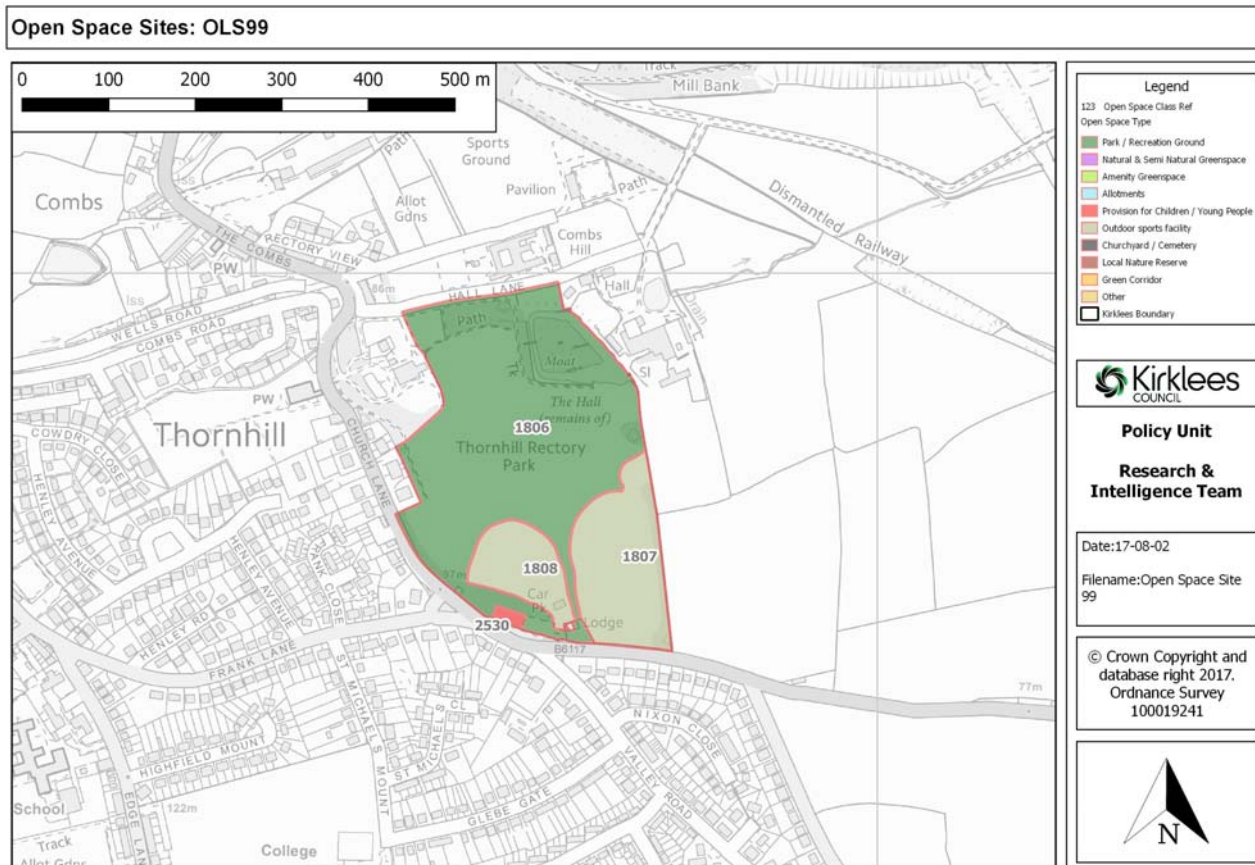 Open Space Sites: OLS99
0 100 200 300 400 500 m
Track
Mill Bank
Sports
Ground
Path
Pavilion
Path
Allot
Gdns
Combs
Iss
THE COMBS
RECTORY VIEW
PW
Combs
Hill
Dismantled Railway
86m
HALL LANE
Hall
Iss
WELLS ROAD
COMBS ROAD
Path
Moat
Drain
Tk
SI
The Hall
(remains of)
PW
1806
Thornhill
Thornhill Rectory
Park
CHURCH LANE
COWDRY CLOSE
HENLEY AVENUE
HENLEY AVENUE
FRANK CLOSE
HENLEY RD
1807
1808
97m
Car
Pk
Lodge
2530
B6117
FRANK LANE
77m
ST MICHAELS MOUNT
ST MICHAELS CL
NIXON CLOSE
HIGHFIELD MOUNT
VALLEY ROAD
GLEBE GATE
School
122m
EDGE LANE
Track
College
Allot Gdns
Legend
123 Open Space Class Ref
Open Space Type
Park / Recreation Ground
Natural & Semi Natural Greenspace
Amenity Greenspace
Allotments
Provision for Children / Young People
Outdoor sports facility
Churchyard / Cemetery
Local Nature Reserve
Green Corridor
Other
Kirklees Boundary
Kirklees
COUNCIL
Policy Unit
Research &
Intelligence Team
Date:17-08-02
Filename:Open Space Site
99
© Crown Copyright and
database right 2017.
Ordnance Survey
100019241
N